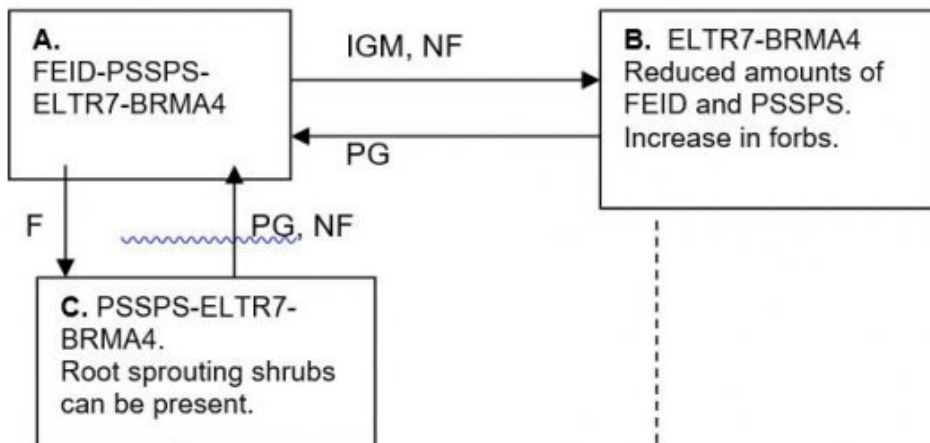 A.
FEID-PSSPS-
ELTR7-BRMA4
IGM, NF
PG
B. ELTR7-BRMA4
Reduced amounts of
FEID and PSSPS.
Increase in forbs.
F
PG, NF
C. PSSPS-ELTR7-
BRMA4.
Root sprouting shrubs
can be present.